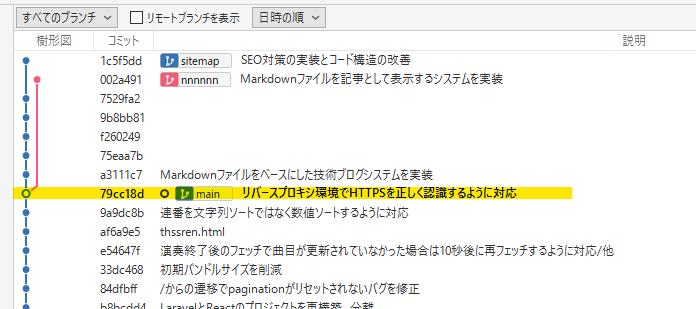 すべてのブランチ リモートブランチを表示 日時の順
樹形図 コミット 説明
1c5f5dd sitemap SEO対策の実装とコード構造の改善
002a491 nnnnnn Markdownファイルを記事として表示するシステムを実装
7529fa2
9b8bb81
f260249
75eaa7b
a3111c7 Markdownファイルをベースにした技術ブログシステムを実装
79cc18d main リバースプロキシ環境でHTTPSを正しく認識するように対応
9a9dc8b 連番を文字列ソートではなく数値ソートするように対応
af6a9e5 thssren.html
e54647f 演奏終了後のフェッチで曲目が更新されていなかった場合は10秒後に再フェッチするように対応/他
33dc468 初期バンドルサイズを削減
84dfbff /からの遷移でpaginationがリセットされないバグを修正
b8bcdd4 LaravelとReactのプロジェクトを再構築、分離